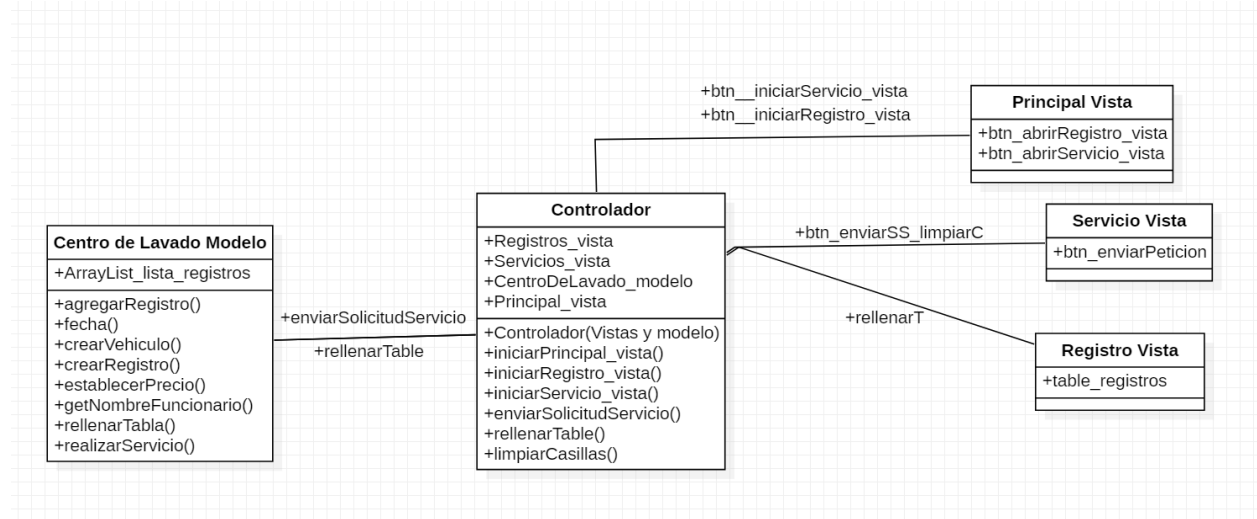 +btn__iniciarServicio_vista
+btn__iniciarRegistro_vista
Principal Vista
+btn_abrirRegistro_vista
+btn_abrirServicio_vista
Controlador
+Registros_vista
+Servicios_vista
+CentroDeLavado_modelo
+Principal_vista
+Controlador(Vistas y modelo)
+iniciarPrincipal_vista()
+iniciarRegistro_vista()
+iniciarServicio_vista()
+enviarSolicitudServicio()
+rellenarTable()
+limpiarCasillas()
Centro de Lavado Modelo
+ArrayList_lista_registros
+agregarRegistro()
+fecha()
+crearVehiculo()
+crearRegistro()
+establecerPrecio()
+getNombreFuncionario()
+rellenarTabla()
+realizarServicio()
+enviarSolicitudServicio
+rellenarTable
+btn_enviarSS_limpiarC
Servicio Vista
+btn_enviarPeticion
+rellenarT
Registro Vista
+table_registros